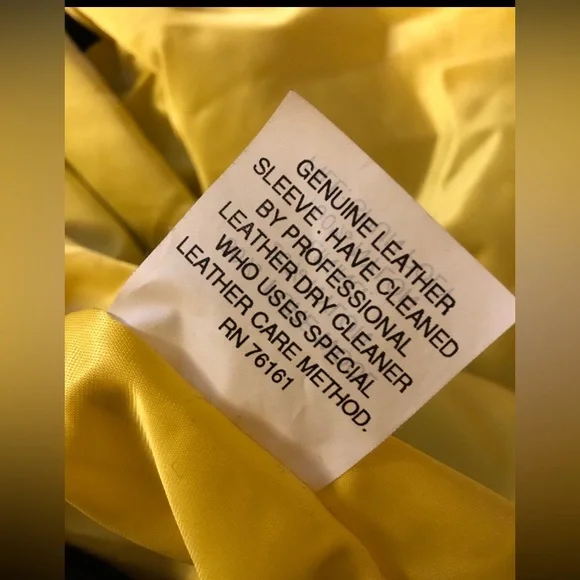 GENUINE LEATHER
SLEEVE : HAVE CLEANED
BY PROFESSIONAL
LEATHER DRY CLEANER
WHO USES SPECIAL
LEATHER CARE METHOD.
RN 76161